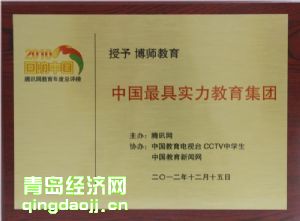 2010
回响中国
腾讯网教育年度总评榜
授予 博师教育
中国最具实力教育集团
主办：腾讯网
协办：中国教育电视台 CCTV中学生
中国教育新闻网
二〇一二年十二月十五日
青岛经济网
qingdaojj.cn